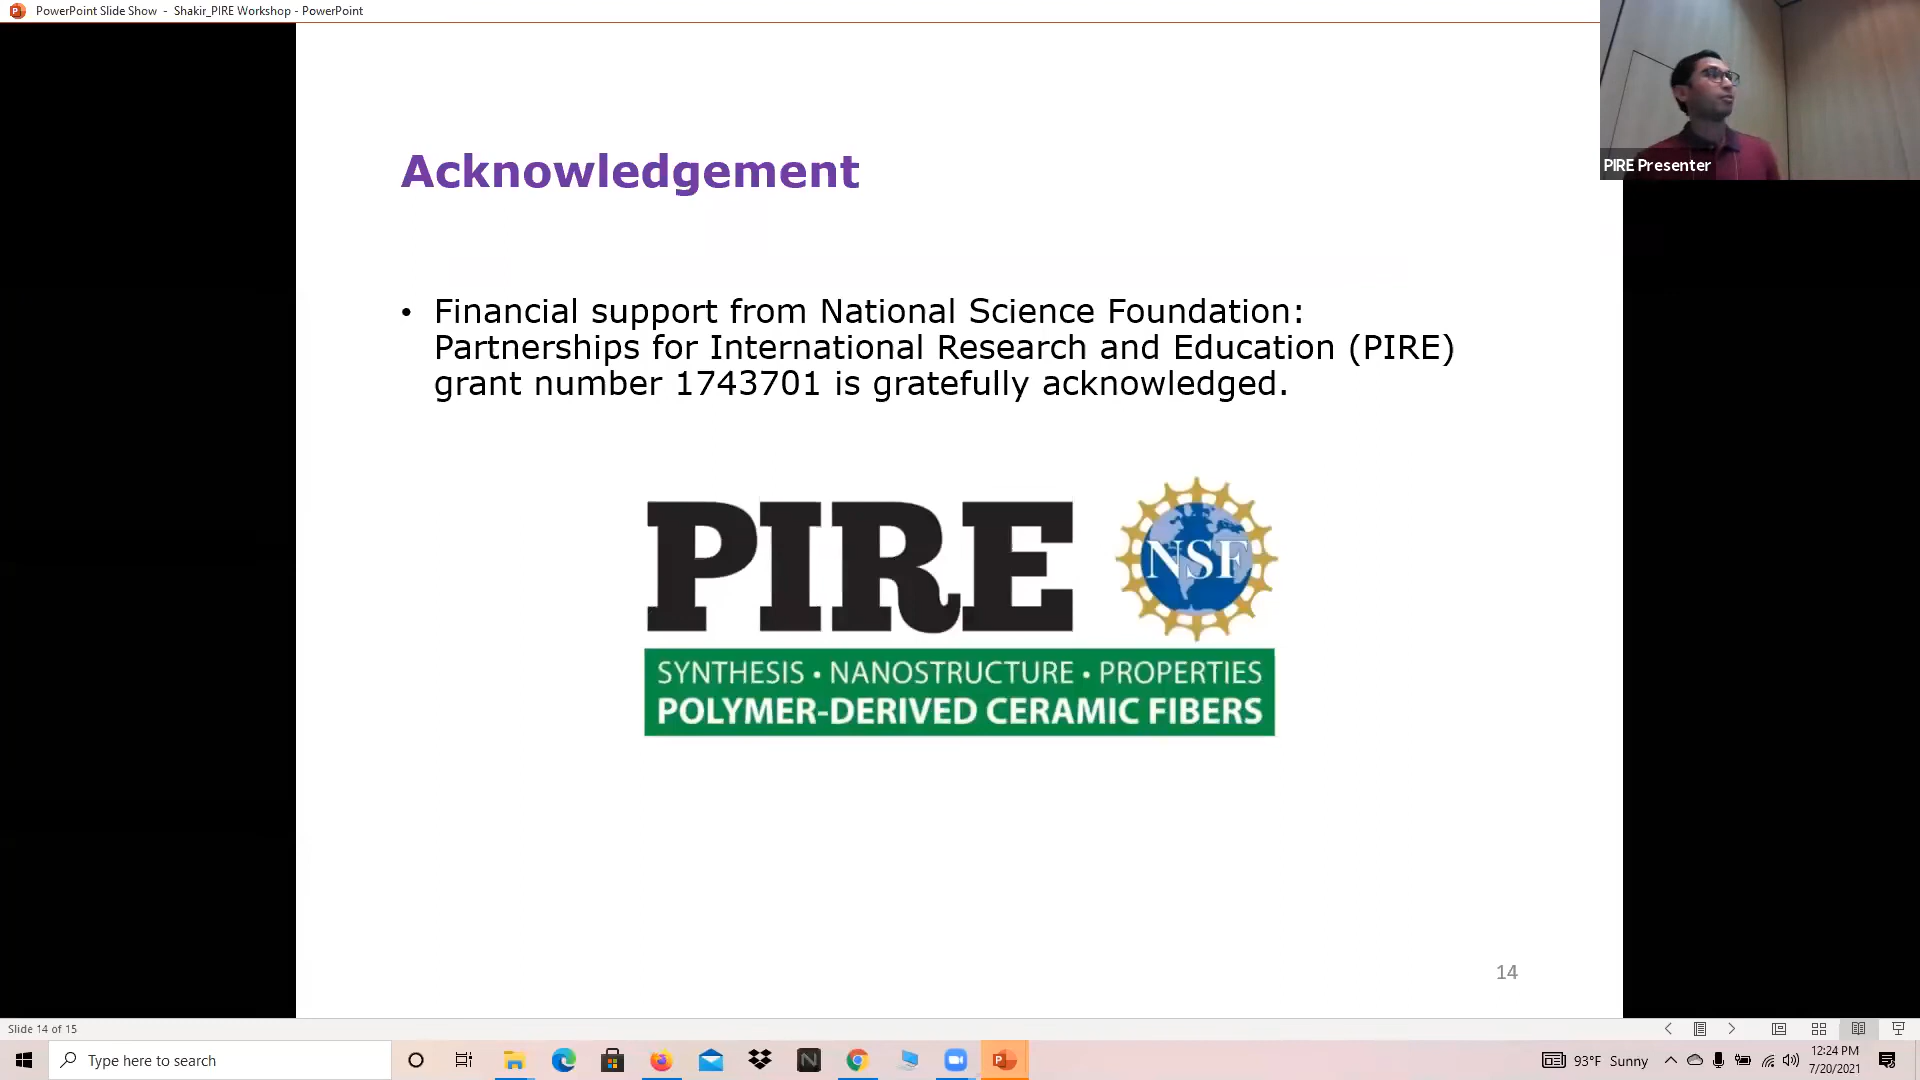 PowerPoint Slide Show - Shakir_PIRE Workshop - PowerPoint
PIRE Presenter
Acknowledgement
• Financial support from National Science Foundation:
Partnerships for International Research and Education (PIRE)
grant number 1743701 is gratefully acknowledged.
PIRE
NSF
SYNTHESIS • NANOSTRUCTURE • PROPERTIES
POLYMER-DERIVED CERAMIC FIBERS
14
Slide 14 of 15
Type here to search
93°F Sunny
12:24 PM
7/20/2021